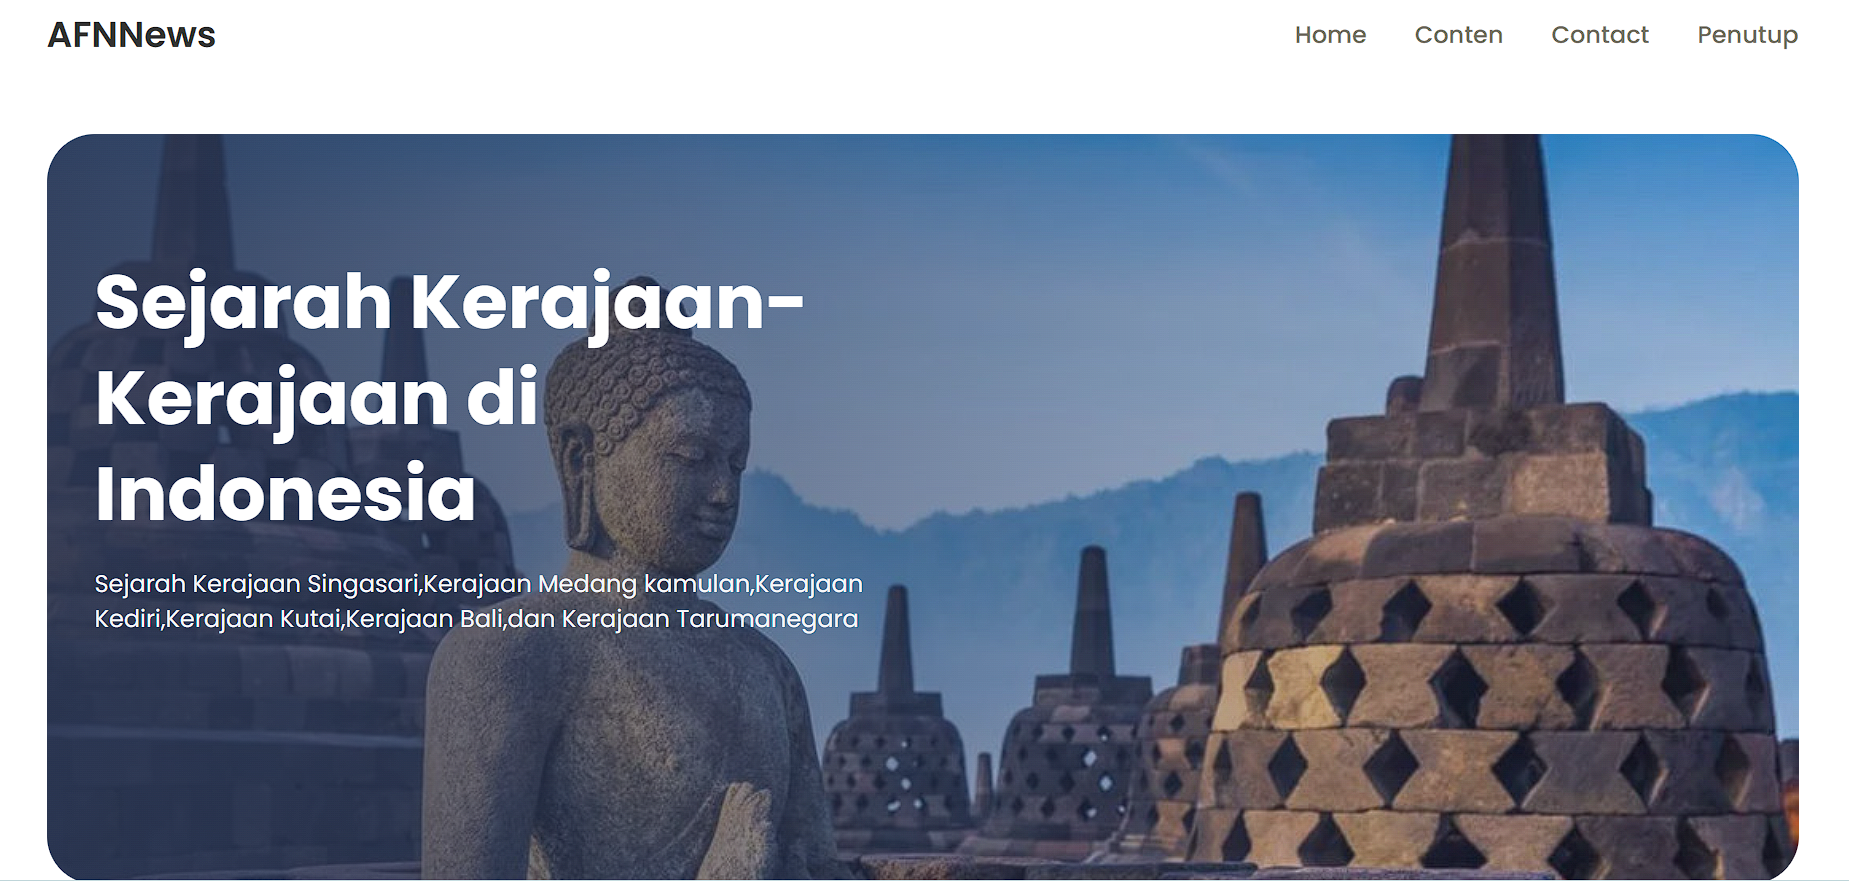 AFNNews
Home Conten Contact Penutup
Sejarah Kerajaan-
Kerajaan di
Indonesia
Sejarah Kerajaan Singasari,Kerajaan Medang kamulan,Kerajaan
Kediri,Kerajaan Kutai,Kerajaan Bali,dan Kerajaan Tarumanegara